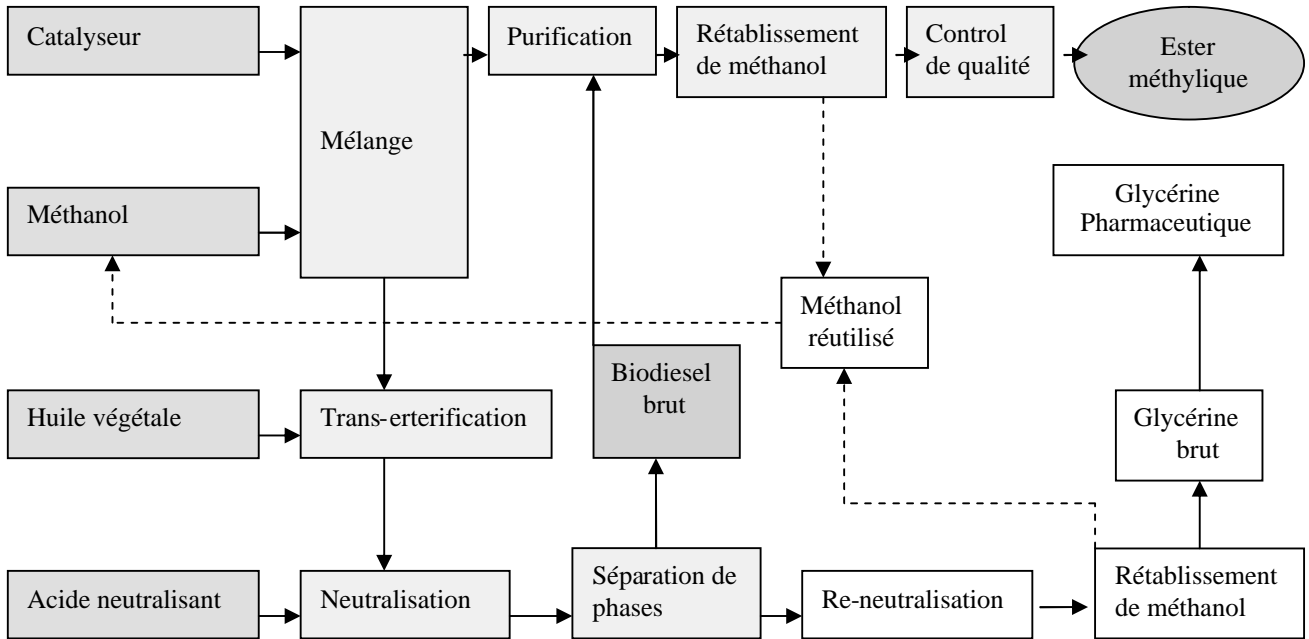 Catalyseur
Mélange
Purification
Rétablissement
de méthanol
Control
de qualité
Ester
méthylique
Méthanol
Glycérine
Pharmaceutique
Méthanol
réutilisé
Huile végétale
Trans-erterification
Biodiesel
brut
Glycérine
brut
Acide neutralisant
Neutralisation
Séparation de
phases
Re-neutralisation
Rétablissement
de méthanol